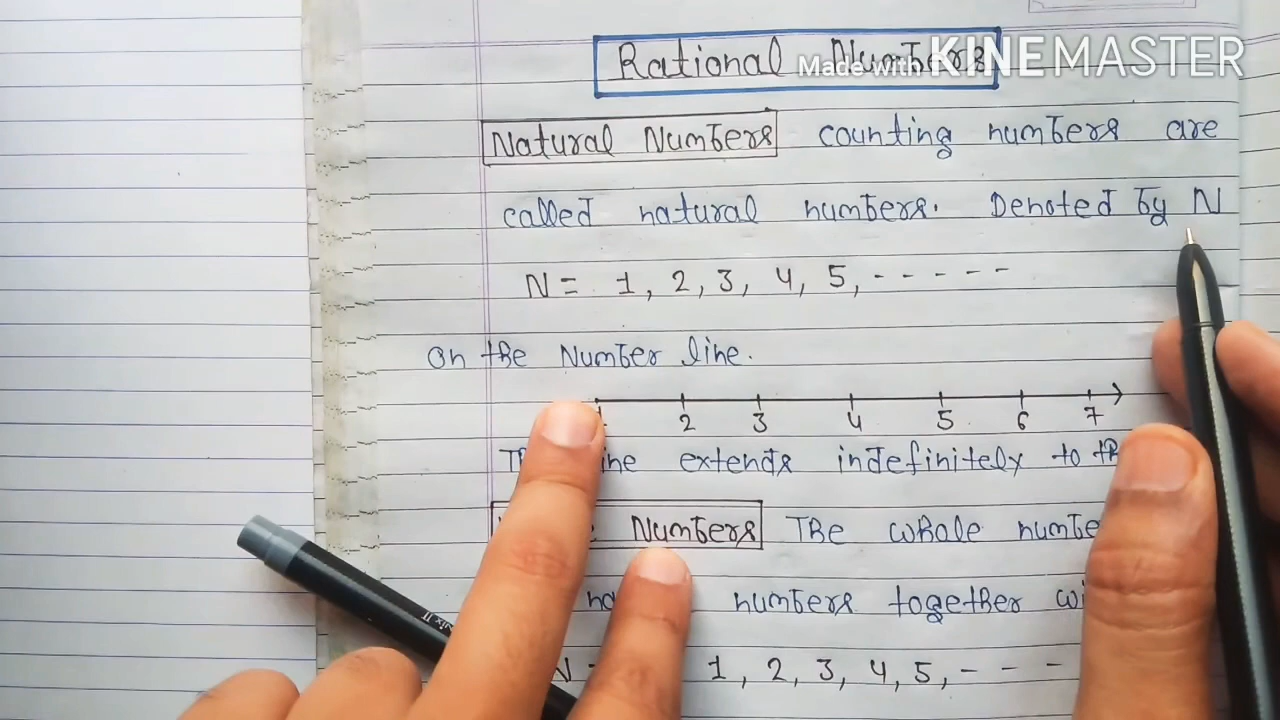 Rational Numbers
Made with KINEMASTER
Natural Numbers counting numbers are
called natural numbers. Denoted by N
N = 1, 2, 3, 4, 5, - - - - -
on the Number line.
2 3 4 5 6 7
extends indefinitely to
Numbers The whole
numbers together
1, 2, 3, 4, 5, - - -